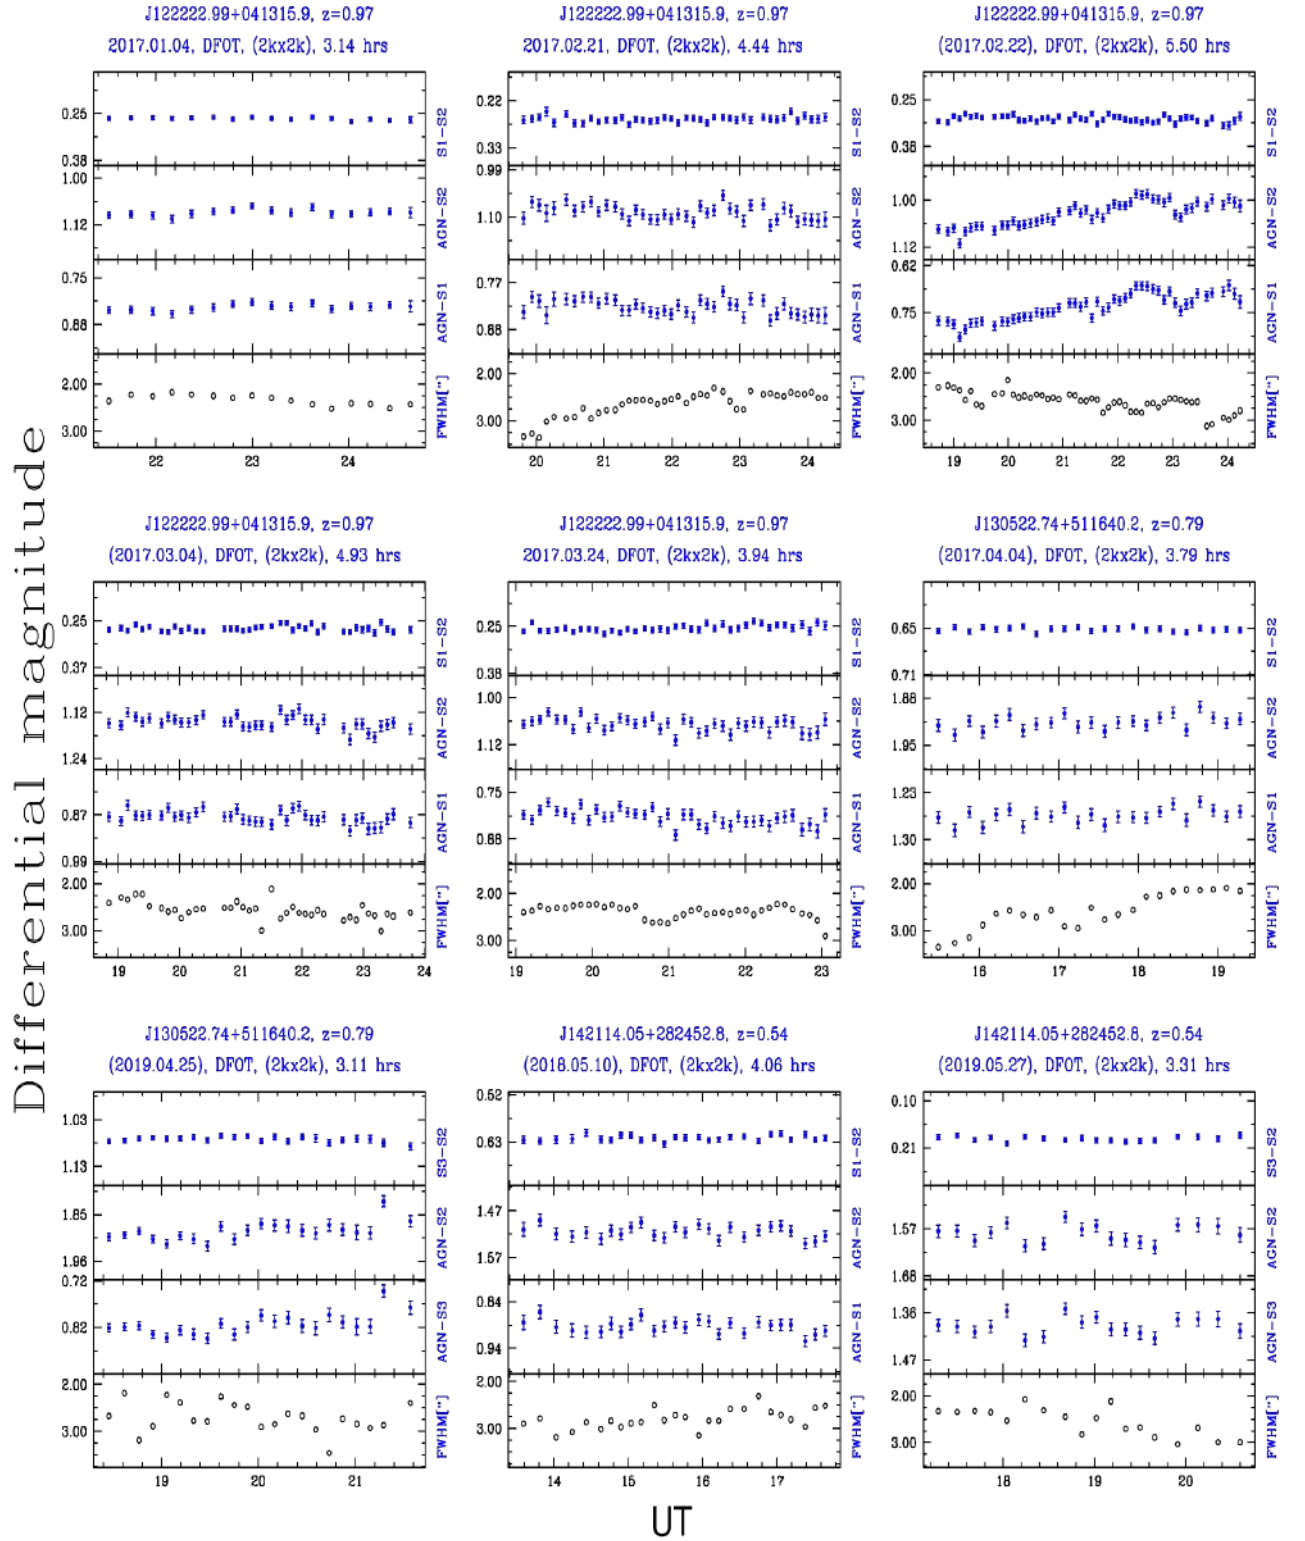 Differential magnitude
J122222.99+041315.9, z=0.97
2017.01.04, DFOT, (2kx2k), 3.14 hrs
0.25
0.38
S1-S2
1.00
1.12
AGN-S2
0.75
0.88
AGN-S1
2.00
3.00
FWHM["]
22 23 24
J122222.99+041315.9, z=0.97
2017.02.21, DFOT, (2kx2k), 4.44 hrs
0.22
0.33
S1-S2
0.99
1.10
AGN-S2
0.77
0.88
AGN-S1
2.00
3.00
FWHM["]
20 21 22 23 24
J122222.99+041315.9, z=0.97
(2017.02.22), DFOT, (2kx2k), 5.50 hrs
0.25
0.38
S1-S2
1.00
1.12
AGN-S2
0.62
0.75
AGN-S1
2.00
3.00
FWHM["]
19 20 21 22 23 24
J122222.99+041315.9, z=0.97
(2017.03.04), DFOT, (2kx2k), 4.93 hrs
0.25
0.37
S1-S2
1.12
1.24
AGN-S2
0.87
0.99
AGN-S1
2.00
3.00
FWHM["]
19 20 21 22 23 24
J122222.99+041315.9, z=0.97
2017.03.24, DFOT, (2kx2k), 3.94 hrs
0.25
0.38
S1-S2
1.00
1.12
AGN-S2
0.75
0.88
AGN-S1
2.00
3.00
FWHM["]
19 20 21 22 23
J130522.74+511640.2, z=0.79
(2017.04.04), DFOT, (2kx2k), 3.79 hrs
0.65
0.71
S1-S2
1.88
1.95
AGN-S2
1.23
1.30
AGN-S1
2.00
3.00
FWHM["]
16 17 18 19
J130522.74+511640.2, z=0.79
(2019.04.25), DFOT, (2kx2k), 3.11 hrs
1.03
1.13
S3-S2
1.85
1.96
AGN-S2
0.72
0.82
AGN-S3
2.00
3.00
FWHM["]
19 20 21
J142114.05+282452.8, z=0.54
(2018.05.10), DFOT, (2kx2k), 4.06 hrs
0.52
0.63
S1-S2
1.47
1.57
AGN-S2
0.84
0.94
AGN-S1
2.00
3.00
FWHM["]
14 15 16 17
J142114.05+282452.8, z=0.54
(2019.05.27), DFOT, (2kx2k), 3.31 hrs
0.10
0.21
S3-S2
1.57
1.68
AGN-S2
1.36
1.47
AGN-S3
2.00
3.00
FWHM["]
18 19 20
UT